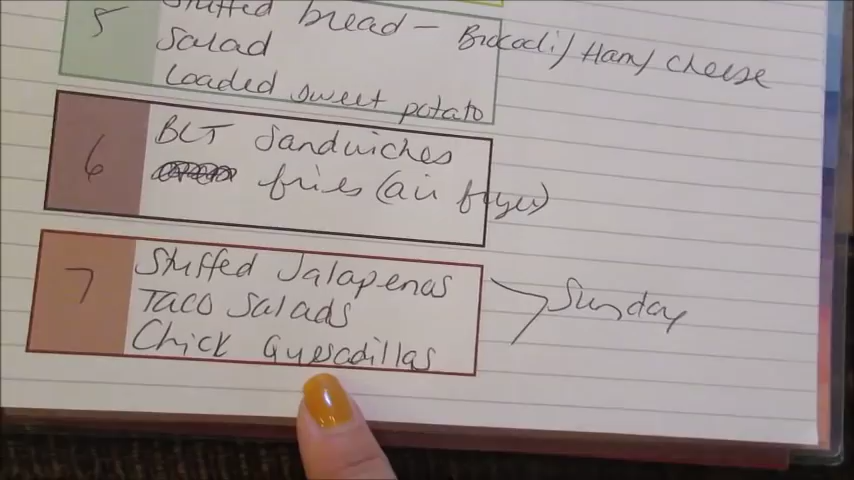 5 Stuffed bread - Broccoli/Ham/cheese
Salad
Loaded sweet potato
6 BLT Sandwiches
fries (air fryer)
7 Stuffed Jalapenas
Taco Salads
Chick Quesadillas
Sunday